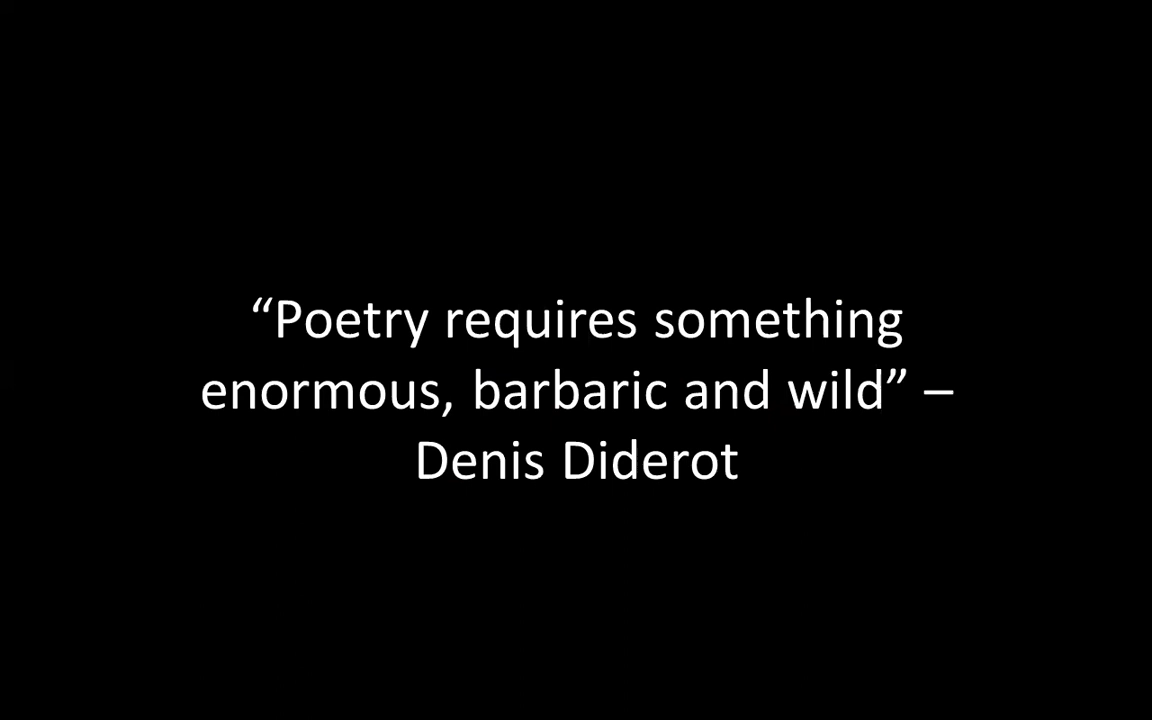 “Poetry requires something
enormous, barbaric and wild” –
Denis Diderot